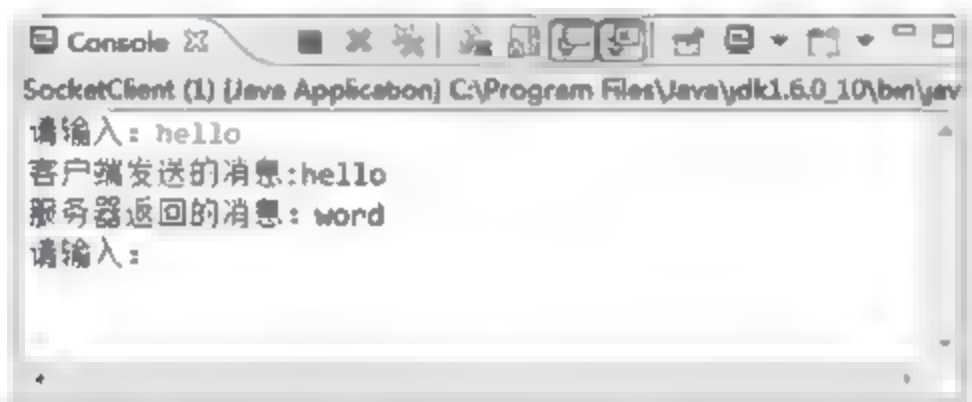 Console
SocketClient (1) [Java Application] C:\Program Files\Java\jdk1.6.0_10\bin\jav
请输入: hello
客户端发送的消息:hello
服务器返回的消息: word
请输入: